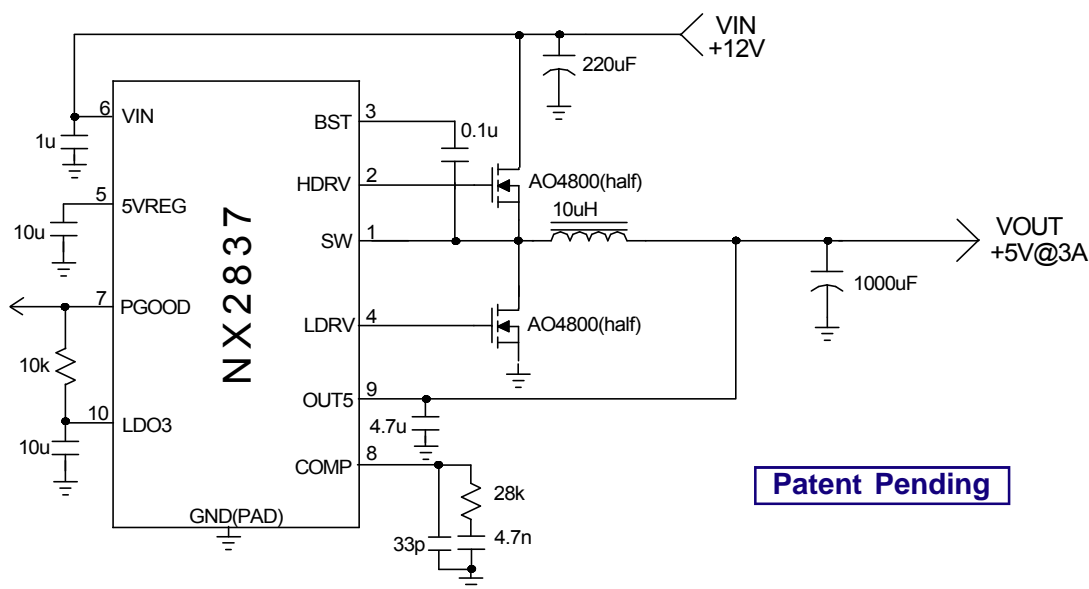 VIN
+12V
220uF
6
VIN
1u
BST
3
0.1u
HDRV
2
AO4800(half)
5
5VREG
10u
NX2837
10uH
SW
1
VOUT
+5V@3A
7
PGOOD
1000uF
LDRV
4
AO4800(half)
10k
OUT5
9
10
LDO3
4.7u
10u
COMP
8
28k
Patent Pending
GND(PAD)
33p
4.7n